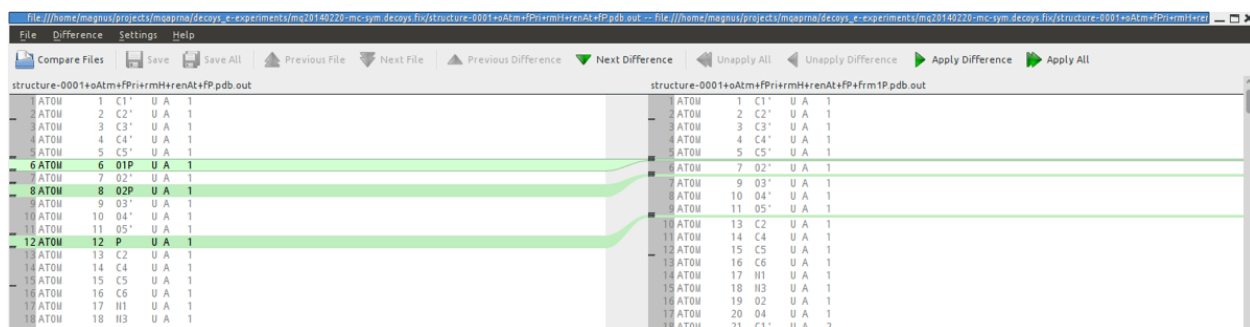 file:///home/magnus/projects/mqaprna/decoys_e-experiments/mq20140220-mc-sym.decoys.fix/structure-0001+oAtm+fPri+rmH+renAt+fP.pdb.out -- file:///home/magnus/projects/mqaprna/decoys_e-experiments/mq20140220-mc-sym.decoys.fix/structure-0001+oAtm+fPri+rmH+rer
File Difference Settings Help
Compare Files Save Save All Previous File Next File Previous Difference Next Difference Unapply All Unapply Difference Apply Difference Apply All
structure-0001+oAtm+fPri+rmH+renAt+fP.pdb.out structure-0001+oAtm+fPri+rmH+renAt+fP+frm1P.pdb.out
1 ATOM 1 C1' U A 1 1 ATOM 1 C1' U A 1
2 ATOM 2 C2' U A 1 2 ATOM 2 C2' U A 1
3 ATOM 3 C3' U A 1 3 ATOM 3 C3' U A 1
4 ATOM 4 C4' U A 1 4 ATOM 4 C4' U A 1
5 ATOM 5 C5' U A 1 5 ATOM 5 C5' U A 1
6 ATOM 6 O1P U A 1 6 ATOM 7 O2' U A 1
7 ATOM 7 O2' U A 1 7 ATOM 9 O3' U A 1
8 ATOM 8 O2P U A 1 8 ATOM 10 O4' U A 1
9 ATOM 9 O3' U A 1 9 ATOM 11 O5' U A 1
10 ATOM 10 O4' U A 1 10 ATOM 13 C2 U A 1
11 ATOM 11 O5' U A 1 11 ATOM 14 C4 U A 1
12 ATOM 12 P U A 1 12 ATOM 15 C5 U A 1
13 ATOM 13 C2 U A 1 13 ATOM 16 C6 U A 1
14 ATOM 14 C4 U A 1 14 ATOM 17 N1 U A 1
15 ATOM 15 C5 U A 1 15 ATOM 18 N3 U A 1
16 ATOM 16 C6 U A 1 16 ATOM 19 O2 U A 1
17 ATOM 17 N1 U A 1 17 ATOM 20 O4 U A 1
18 ATOM 18 N3 U A 1 18 ATOM 21 C1' U A 2